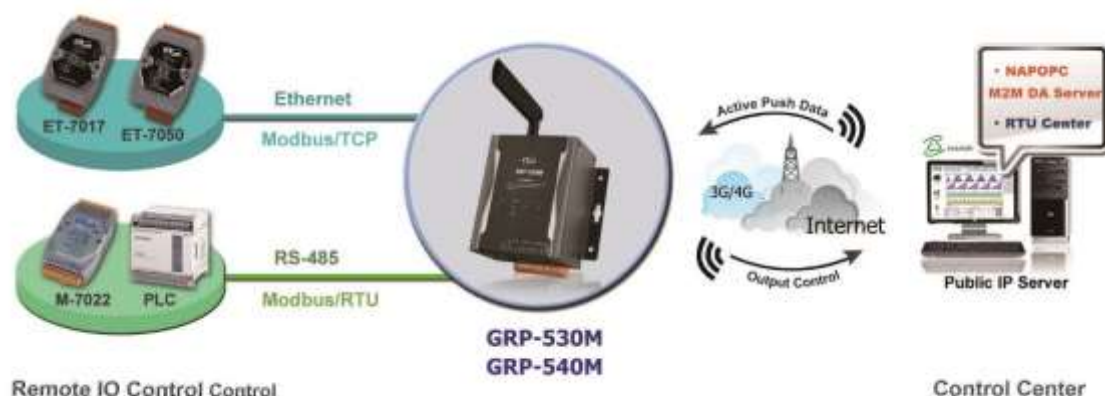 ET-7017
ET-7050
Ethernet
Modbus/TCP
M-7022
PLC
RS-485
Modbus/RTU
GRP-530M
GRP-540M
Active Push Data
3G/4G
Internet
Output Control
• NAPOPC
M2M DA Server
• RTU Center
Public IP Server
Remote IO Control Control
Control Center